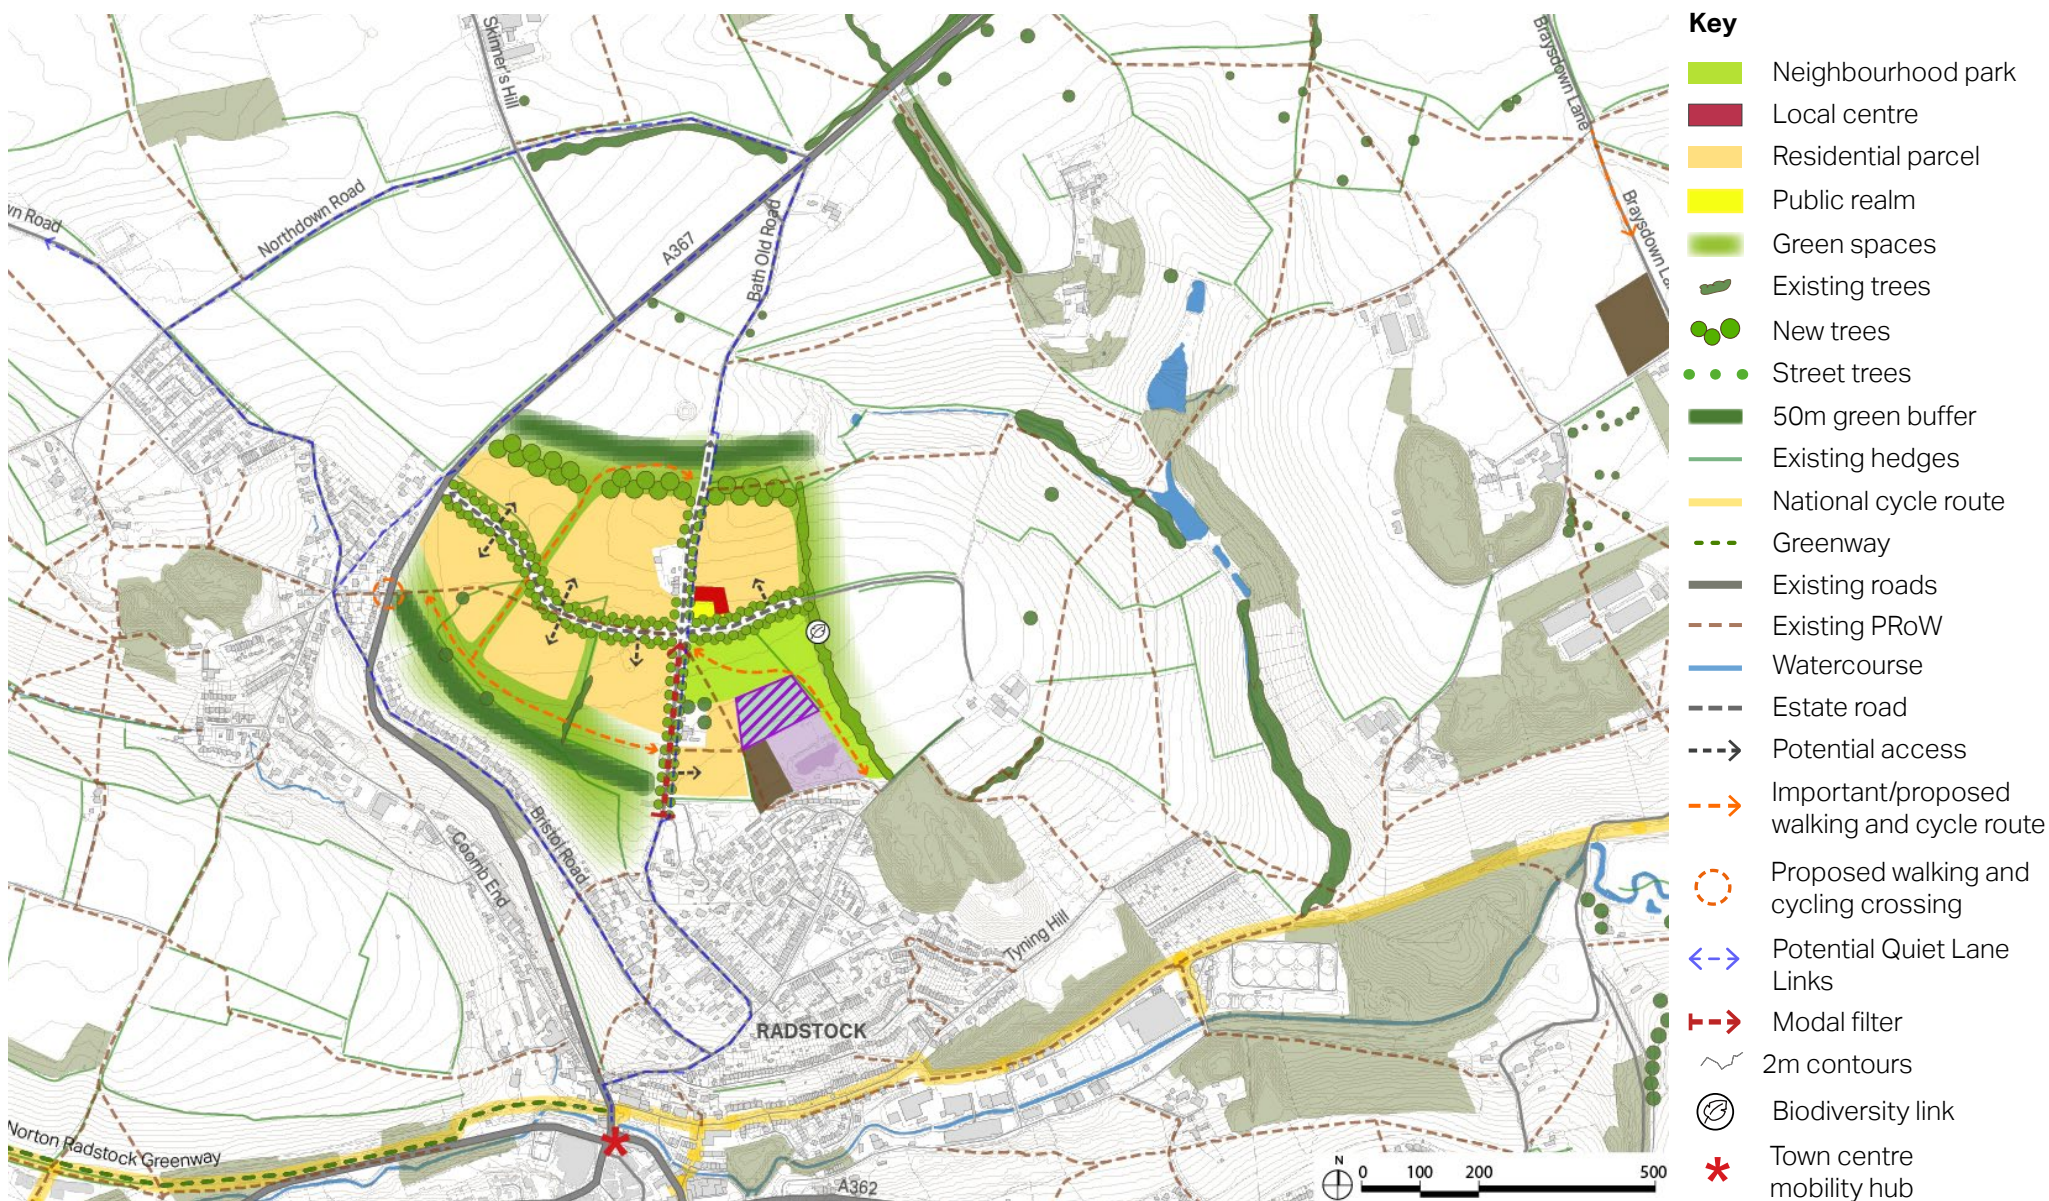 Skinner's Hill
Braysdown Lane
Northdown Road
wn Road
A367
Bath Old Road
Braysdown La
Bristol Road
Coomb End
Tyning Hill
RADSTOCK
Norton Radstock Greenway
A362
N
0 100 200 500
Key
Neighbourhood park
Local centre
Residential parcel
Public realm
Green spaces
Existing trees
New trees
Street trees
50m green buffer
Existing hedges
National cycle route
Greenway
Existing roads
Existing PRoW
Watercourse
Estate road
Potential access
Important/proposed
walking and cycle route
Proposed walking and
cycling crossing
Potential Quiet Lane
Links
Modal filter
2m contours
Biodiversity link
Town centre
mobility hub